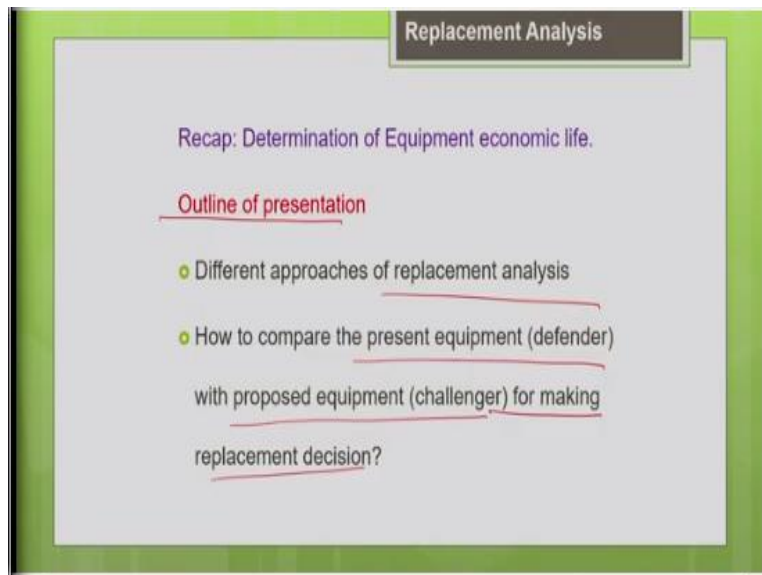 Replacement Analysis
Recap: Determination of Equipment economic life.
Outline of presentation
Different approaches of replacement analysis
How to compare the present equipment (defender)
with proposed equipment (challenger) for making
replacement decision?